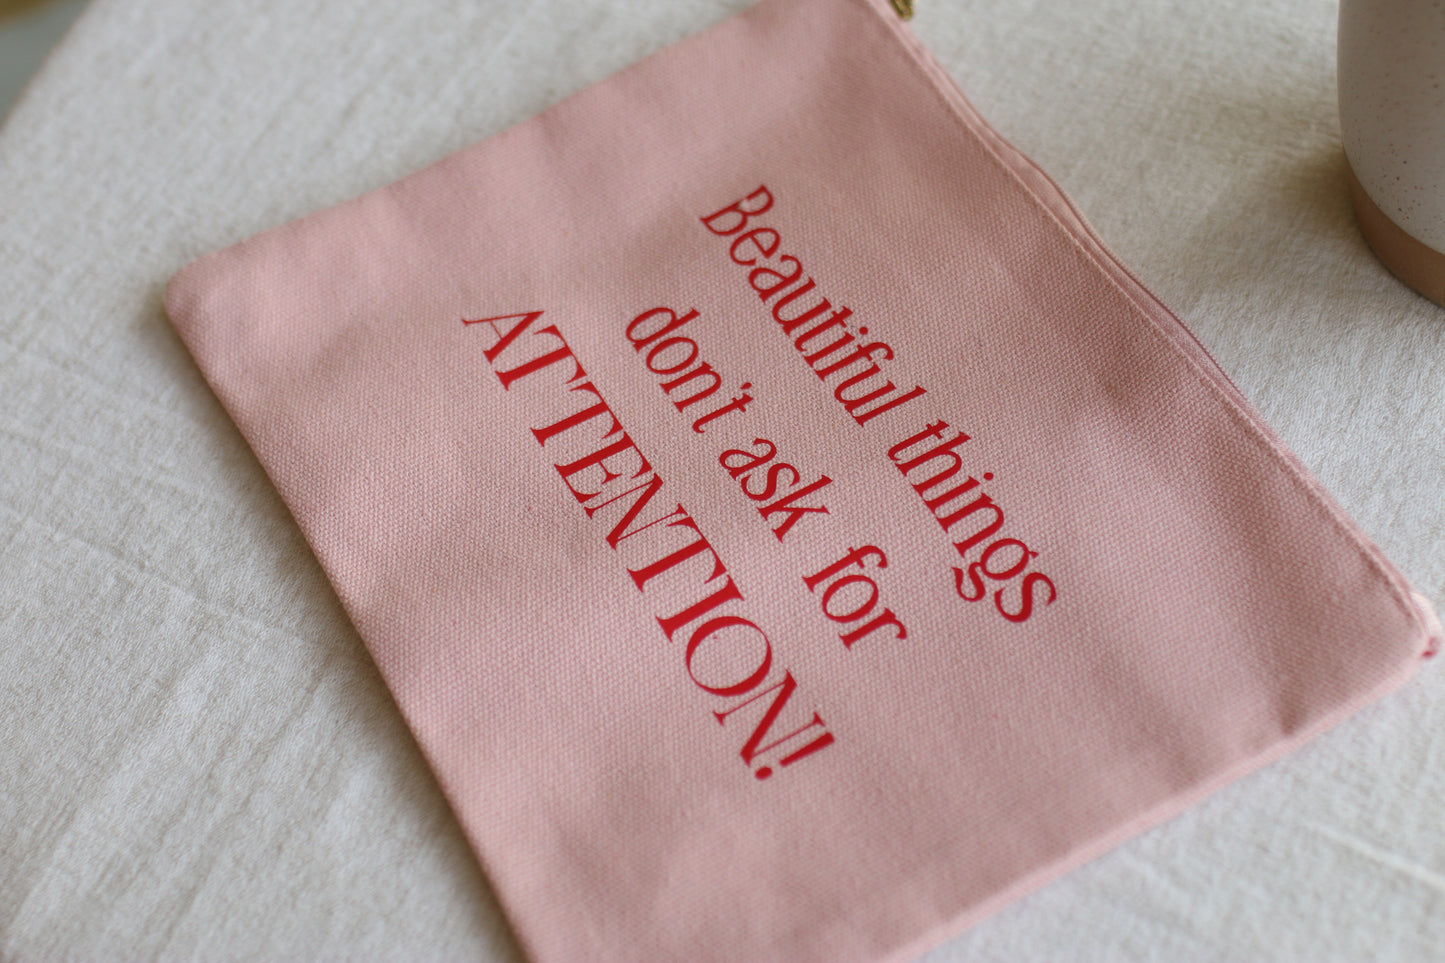 Beautiful things
don't ask for
ATTENTION!